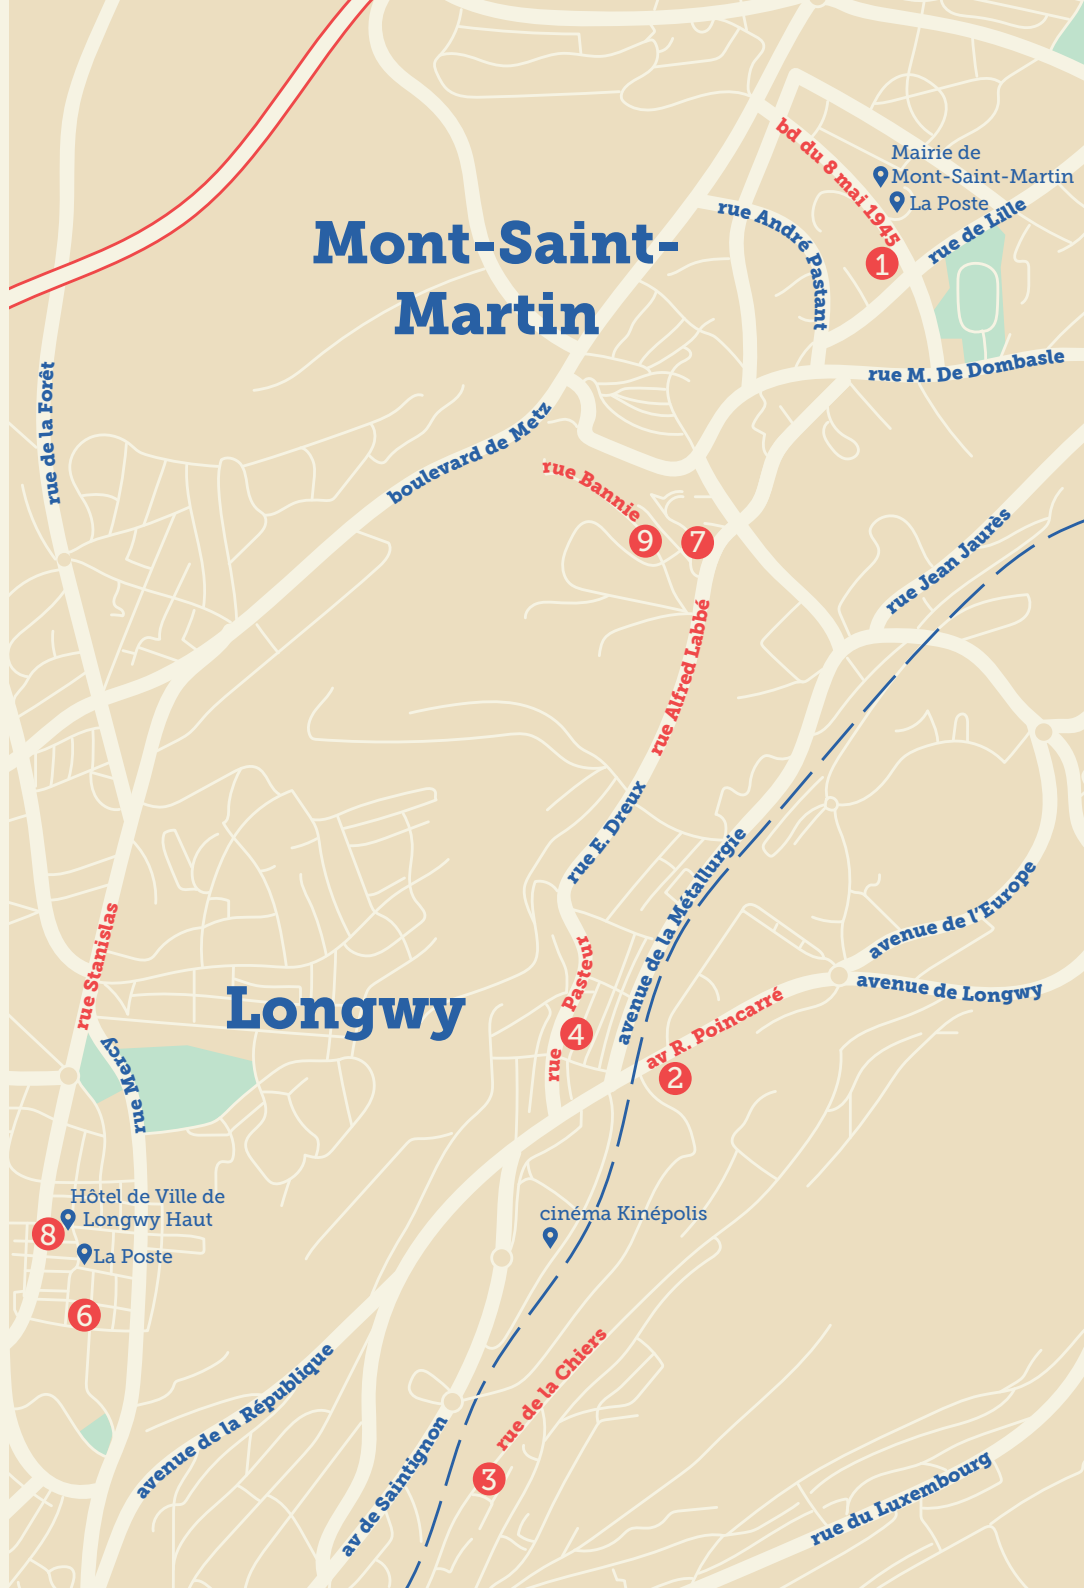 bd du 8 mai 1945
Mairie de
Mont-Saint-Martin
La Poste
rue André Pastant
rue de Lille
1
Mont-Saint-
Martin
rue M. De Dombasle
rue de la Forêt
boulevard de Metz
rue Bannie
9
7
rue Jean Jaurès
rue Alfred Labbé
rue E. Dreux
avenue de la Métallurgie
avenue de l'Europe
avenue de Longwy
rue Stanislas
Longwy
rue Pasteur
4
av R. Poincarré
2
rue Mercy
Hôtel de Ville de
Longwy Haut
8
La Poste
6
cinéma Kinépolis
rue de la Chiers
3
avenue de la République
av de Saintignon
rue du Luxembourg